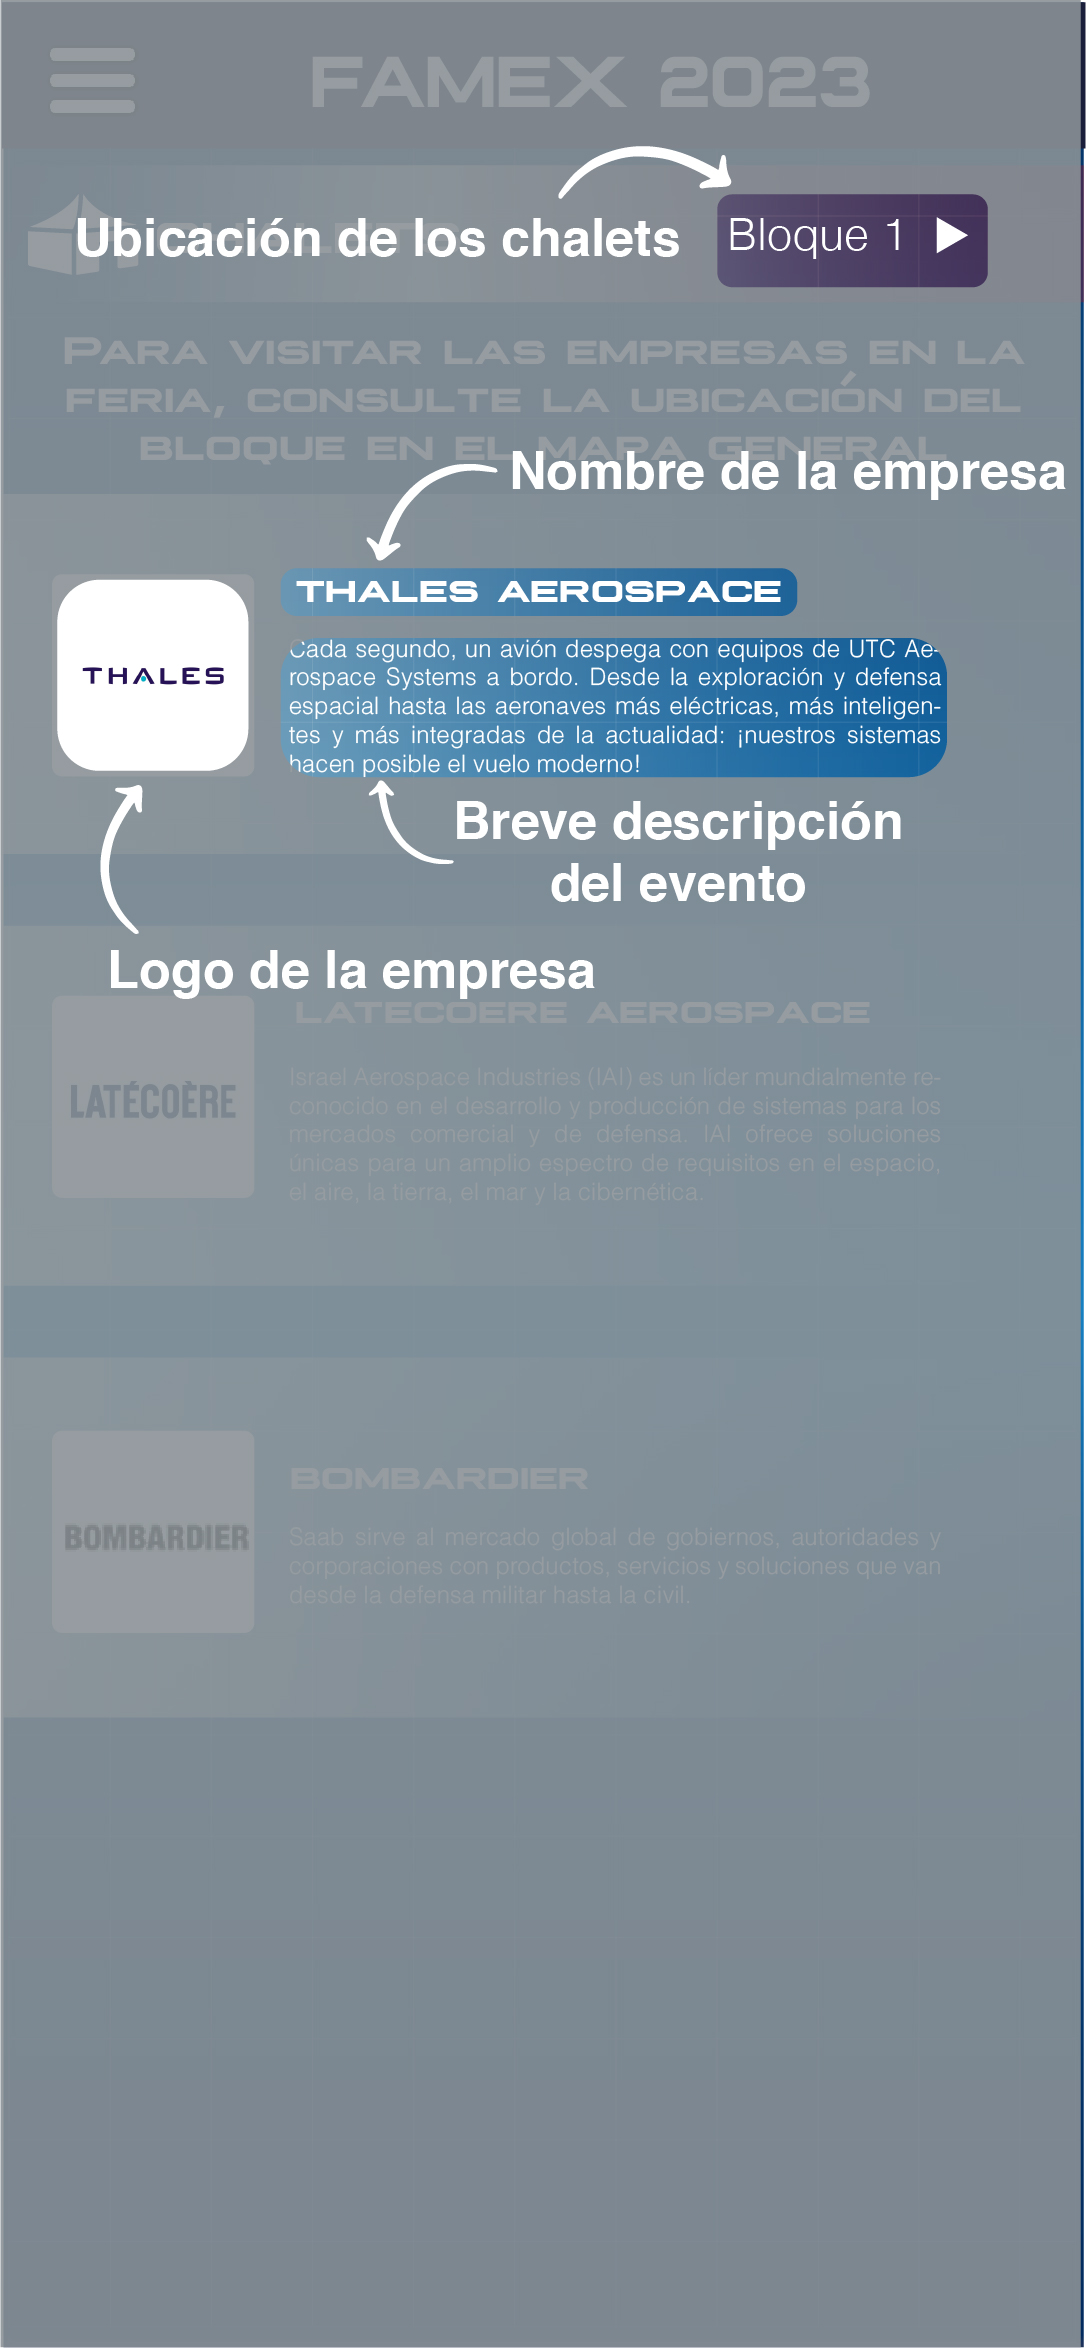 FAMEX 2023
Ubicación de los chalets
Bloque 1
PARA VISITAR LAS EMPRESAS EN LA
FERIA, CONSULTE LA UBICACIÓN DEL
BLOQUE EN EL MAPA GENERAL
Nombre de la empresa
THALES AEROSPACE
THALES
Cada segundo, un avión despega con equipos de UTC Ae-
rospace Systems a bordo. Desde la exploración y defensa
espacial hasta las aeronaves más eléctricas, más inteligen-
tes y más integradas de la actualidad: ¡nuestros sistemas
hacen posible el vuelo moderno!
Breve descripción
del evento
Logo de la empresa
LATECOERE AEROSPACE
LATÉCOÈRE
Israel Aerospace Industries (IAI) es un líder mundialmente re-
conocido en el desarrollo y producción de sistemas para los
mercados comercial y de defensa. IAI ofrece soluciones
únicas para un amplio espectro de requisitos en el espacio,
el aire, la tierra, el mar y la cibernética.
BOMBARDIER
BOMBARDIER
Saab sirve al mercado global de gobiernos, autoridades y
corporaciones con productos, servicios y soluciones que van
desde la defensa militar hasta la civil.